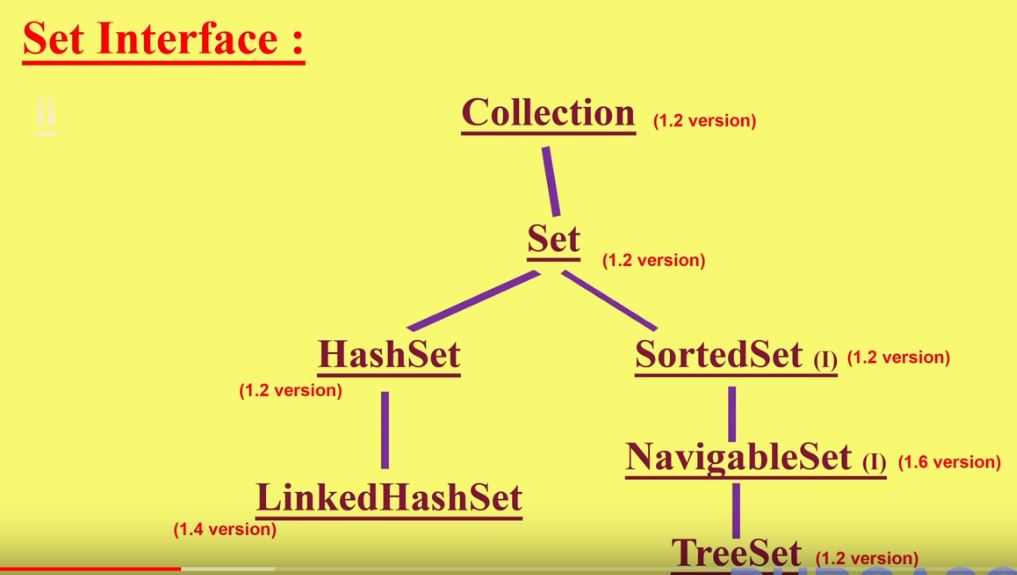 Set Interface :
ii
Collection (1.2 version)
Set (1.2 version)
HashSet (1.2 version)
SortedSet (I) (1.2 version)
NavigableSet (I) (1.6 version)
LinkedHashSet (1.4 version)
TreeSet (1.2 version)